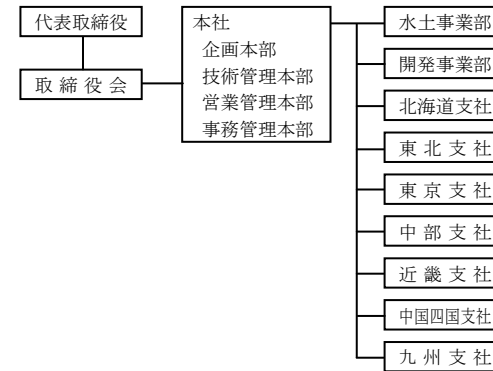 代表取締役
取締役会
本社
企画本部
技術管理本部
営業管理本部
事務管理本部
水土事業部
開発事業部
北海道支社
東北支社
東京支社
中部支社
近畿支社
中国四国支社
九州支社